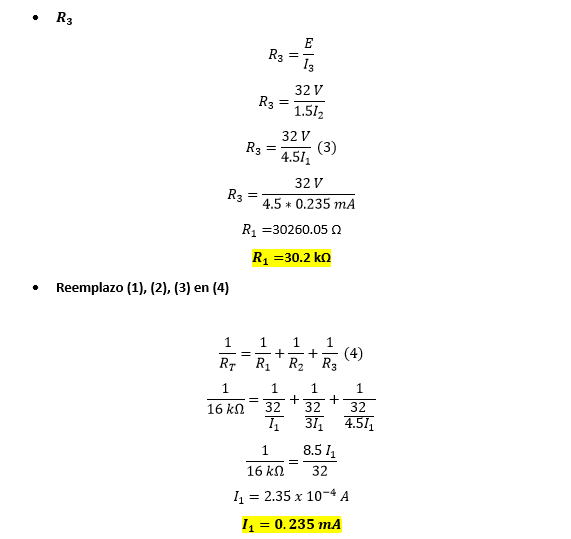 • R₃
R₃ = E / I₃
R₃ = 32 V / 1.5I₂
R₃ = 32 V / 4.5I₁ (3)
R₃ = 32 V / 4.5 * 0.235 mA
R₁ =30260.05 Ω
R₁ =30.2 kΩ
• Reemplazo (1), (2), (3) en (4)
1/R_T = 1/R₁ + 1/R₂ + 1/R₃ (4)
1/16 kΩ = 1/(32/I₁) + 1/(32/3I₁) + 1/(32/4.5I₁)
1/16 kΩ = 8.5 I₁/32
I₁ = 2.35 x 10⁻⁴ A
I₁ = 0.235 mA